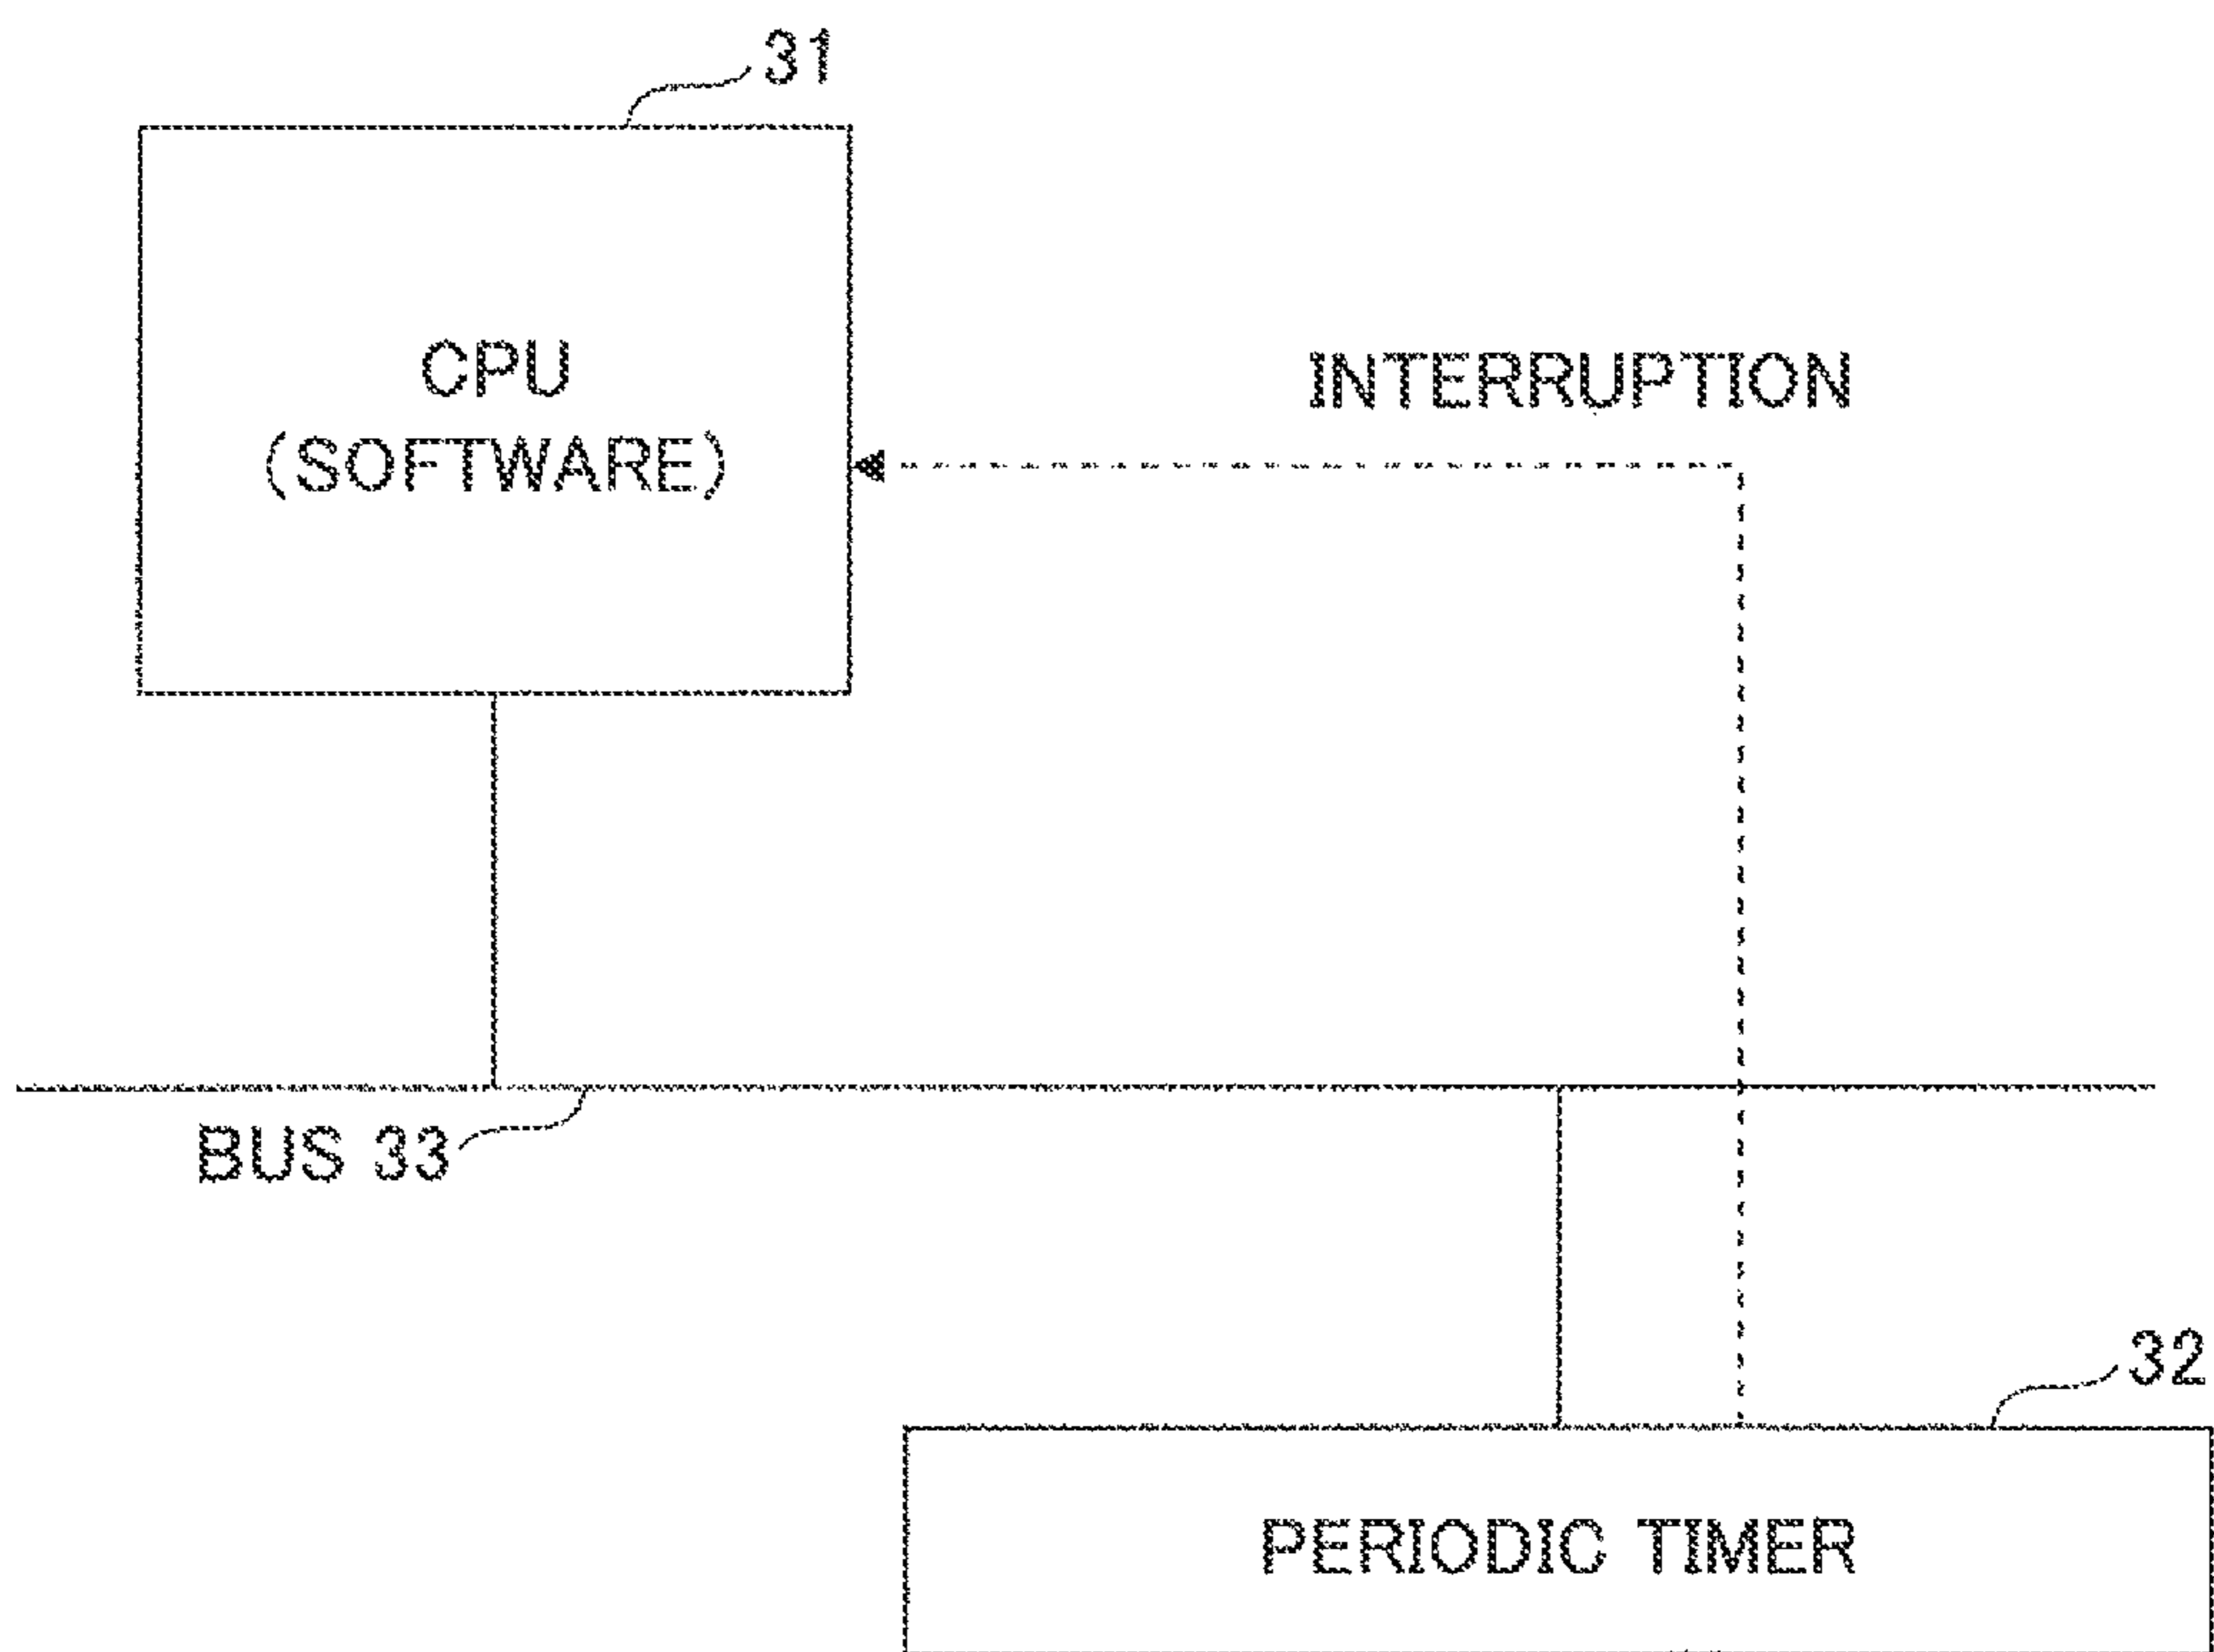 31
CPU
(SOFTWARE)
INTERRUPTION
BUS 33
32
PERIODIC TIMER